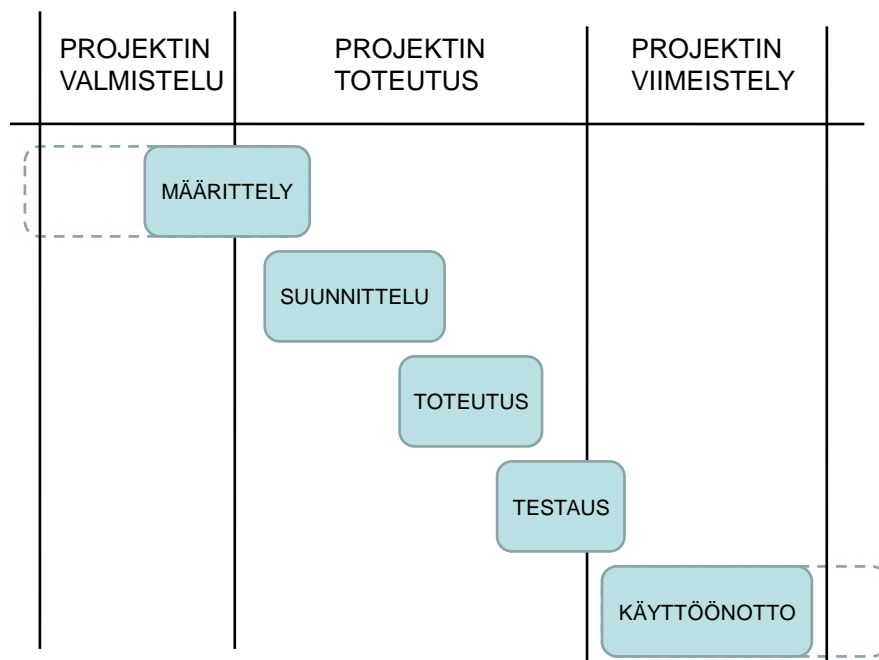 PROJEKTIN
VALMISTELU
PROJEKTIN
TOTEUTUS
PROJEKTIN
VIIMEISTELY
MÄÄRITTELY
SUUNNITTELU
TOTEUTUS
TESTAUS
KÄYTTÖÖNOTTO